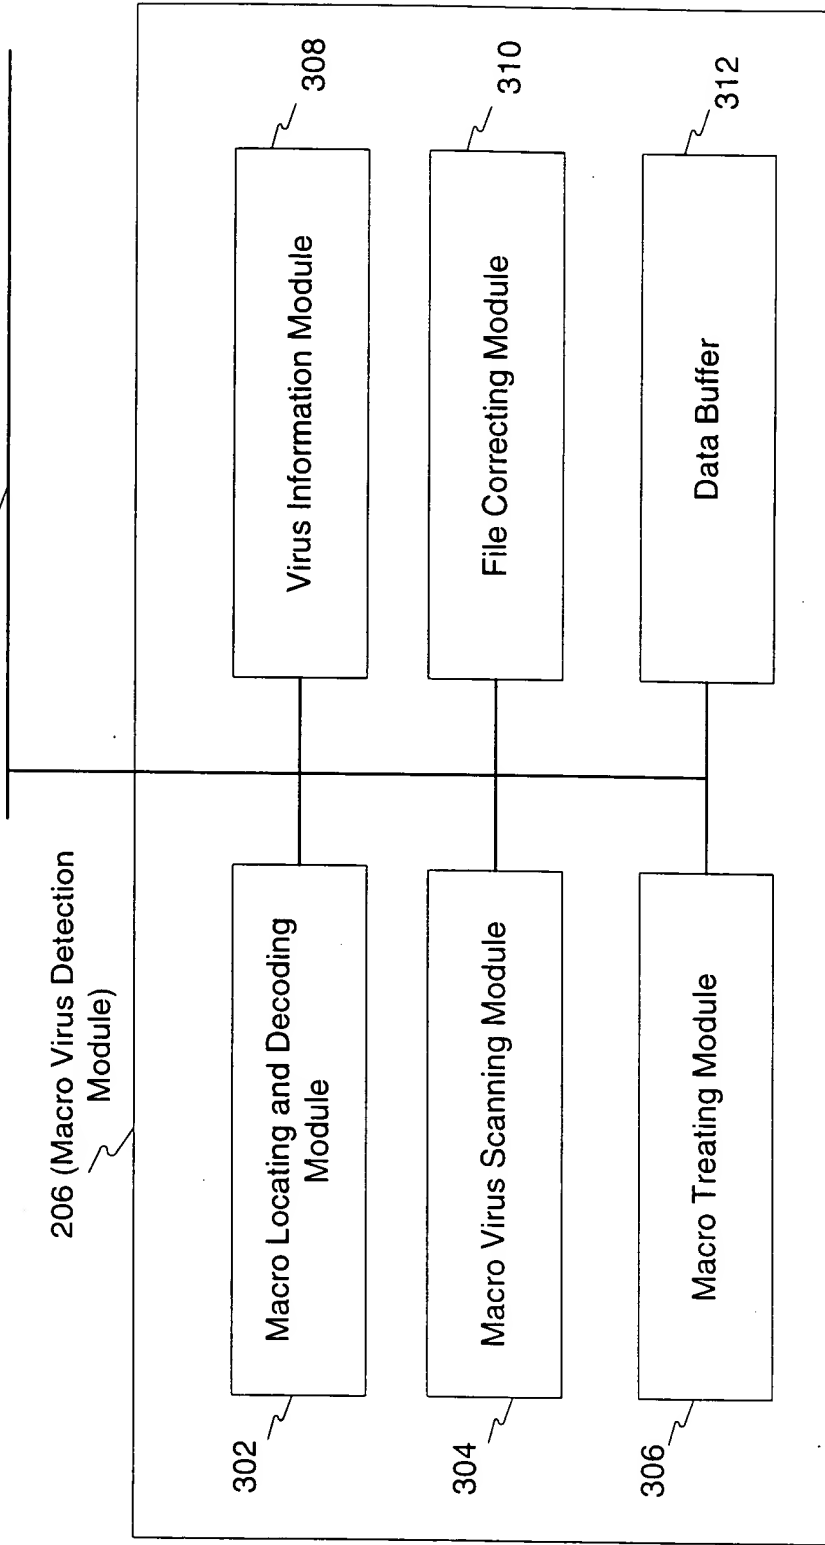 206 (Macro Virus Detection
Module)
302
Macro Locating and Decoding
Module
Virus Information Module
308
304
Macro Virus Scanning Module
File Correcting Module
310
306
Macro Treating Module
Data Buffer
312